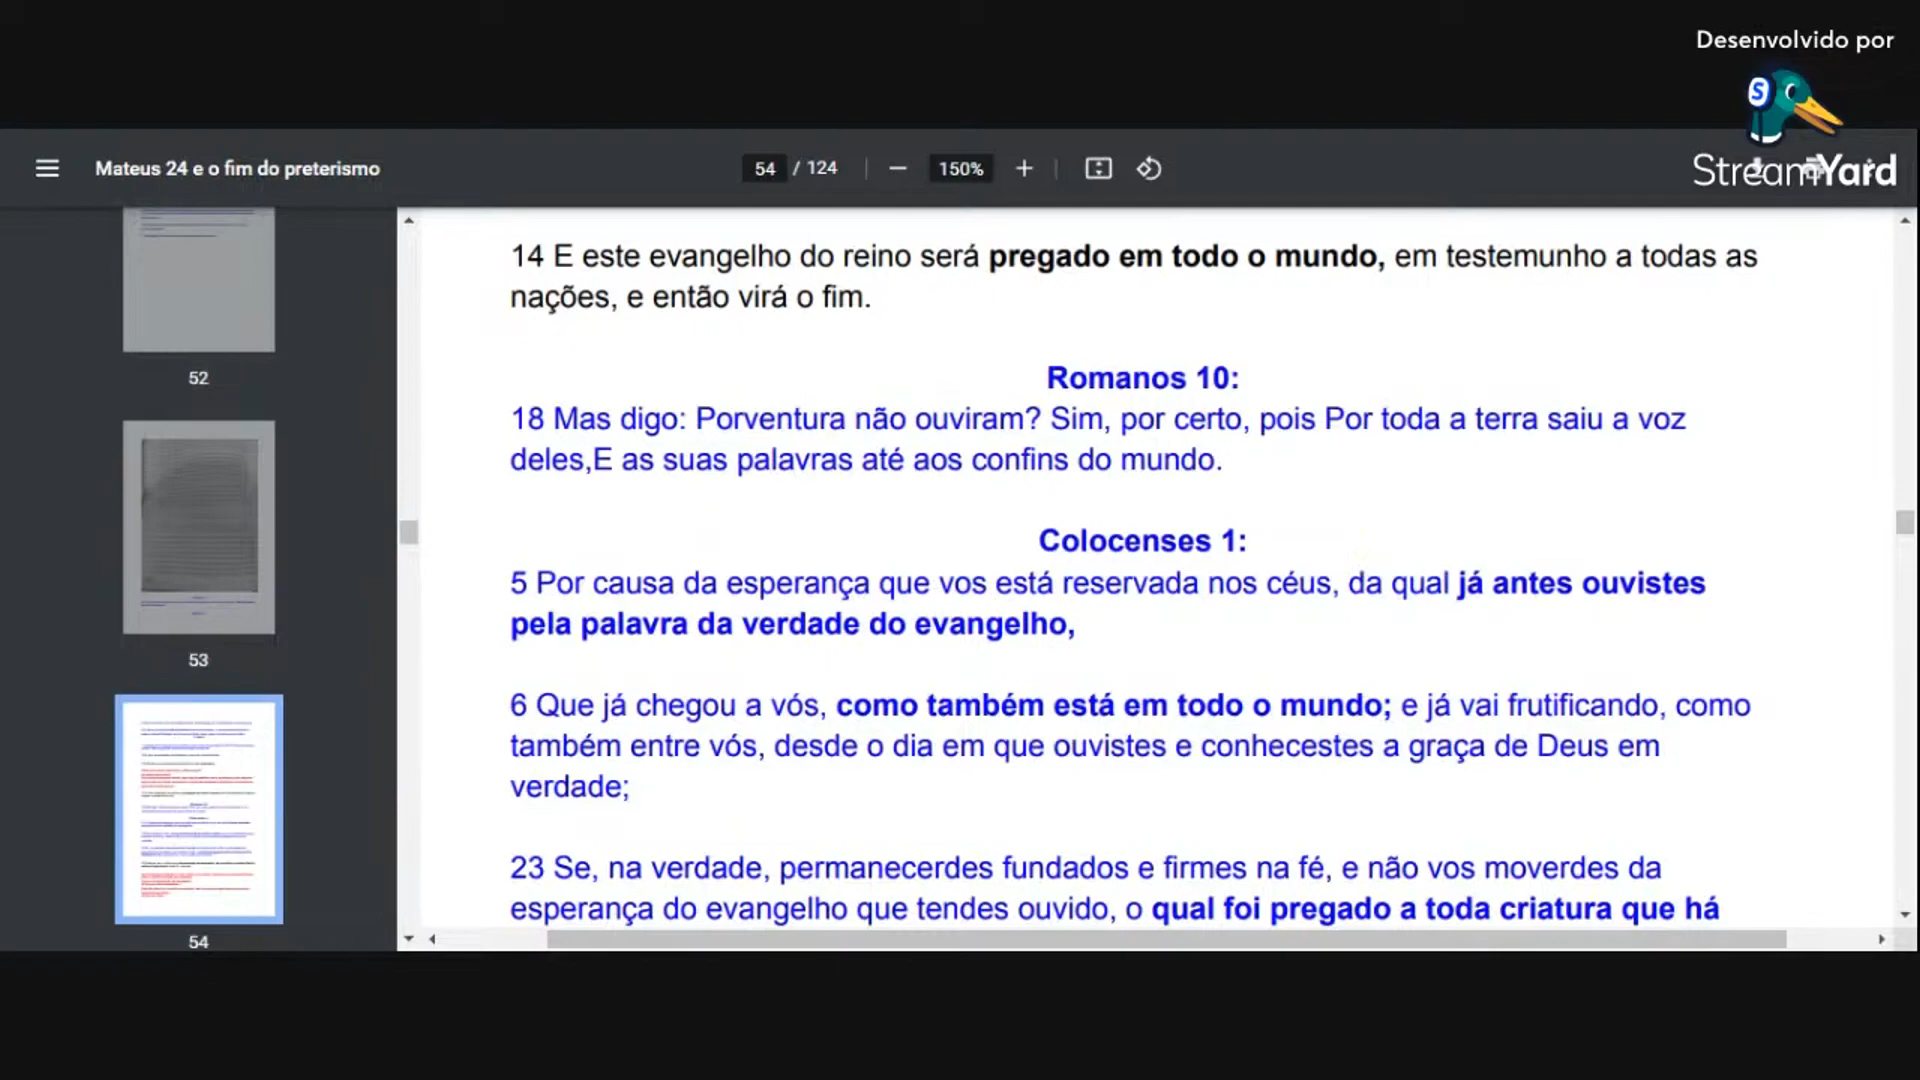 Desenvolvido por
StreamYard
Mateus 24 e o fim do preterismo
54 / 124
150%
52
53
54
14 E este evangelho do reino será pregado em todo o mundo, em testemunho a todas as
nações, e então virá o fim.
Romanos 10:
18 Mas digo: Porventura não ouviram? Sim, por certo, pois Por toda a terra saiu a voz
deles,E as suas palavras até aos confins do mundo.
Colocenses 1:
5 Por causa da esperança que vos está reservada nos céus, da qual já antes ouvistes
pela palavra da verdade do evangelho,
6 Que já chegou a vós, como também está em todo o mundo; e já vai frutificando, como
também entre vós, desde o dia em que ouvistes e conhecestes a graça de Deus em
verdade;
23 Se, na verdade, permanecerdes fundados e firmes na fé, e não vos moverdes da
esperança do evangelho que tendes ouvido, o qual foi pregado a toda criatura que há